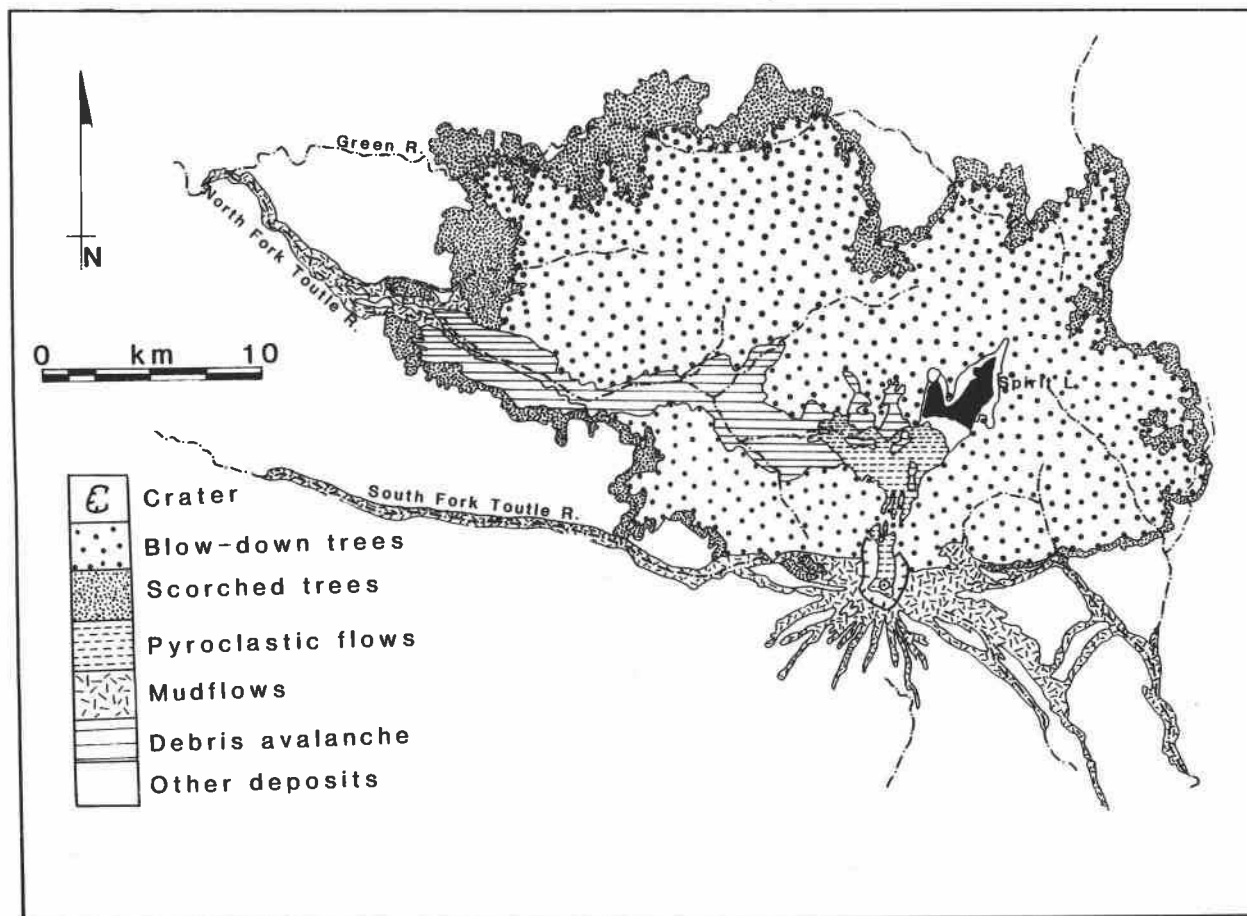 Green R.
North Fork Toutle R.
N
0 km 10
Spirit L.
South Fork Toutle R.
Crater
Blow-down trees
Scorched trees
Pyroclastic flows
Mudflows
Debris avalanche
Other deposits